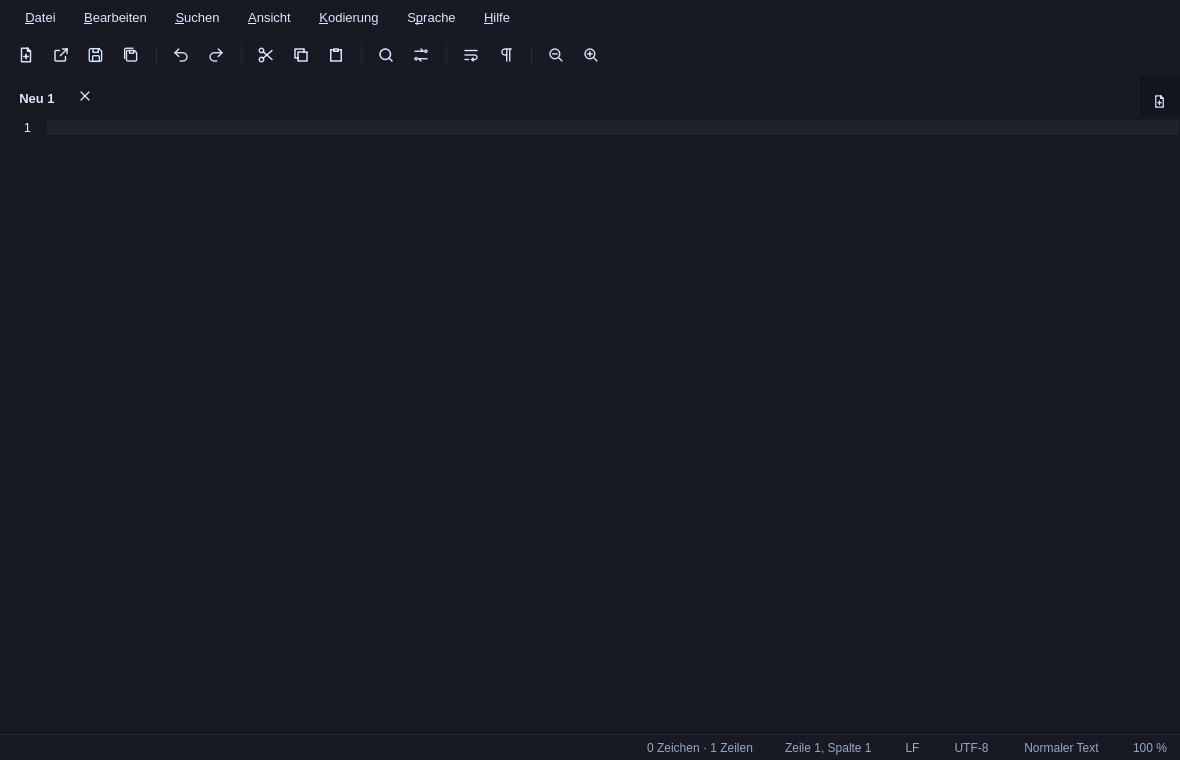 Datei Bearbeiten Suchen Ansicht Kodierung Sprache Hilfe
Neu 1
1
0 Zeichen · 1 Zeilen Zeile 1, Spalte 1 LF UTF-8 Normaler Text 100 %